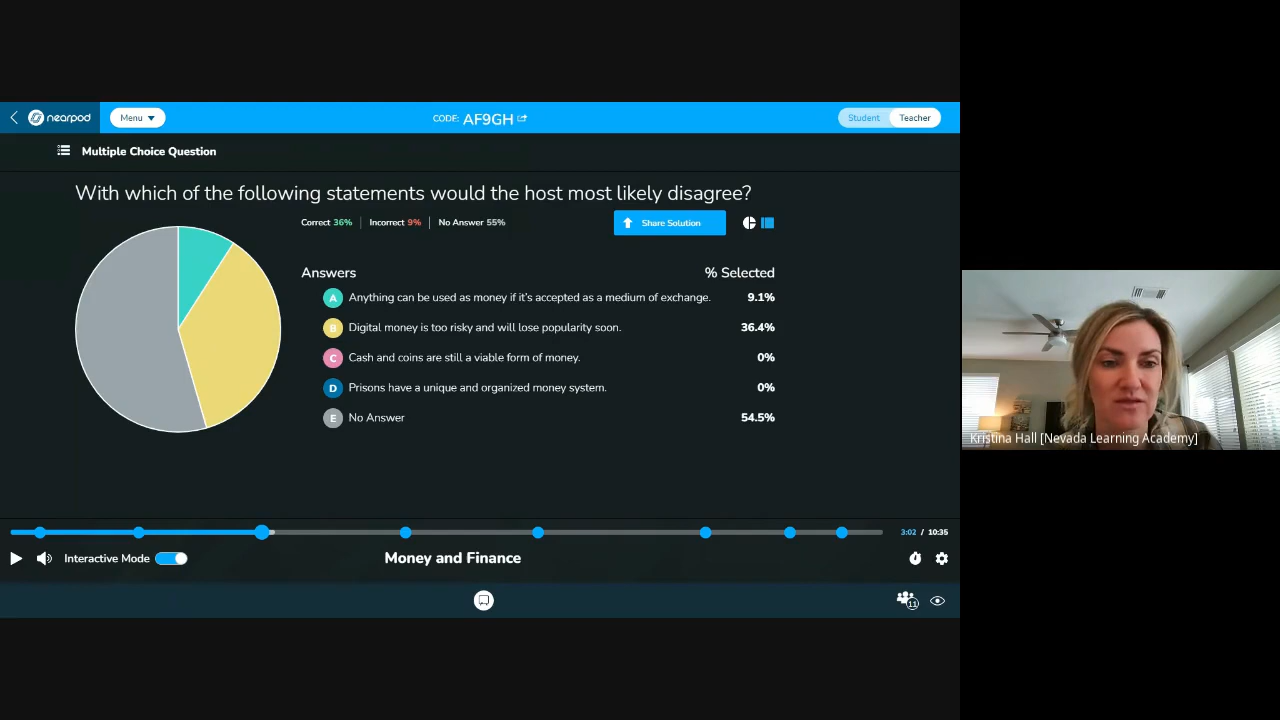 nearpod
Menu
CODE: AF9GH
Student Teacher
Multiple Choice Question
With which of the following statements would the host most likely disagree?
Correct 36% | Incorrect 9% | No Answer 55%
Share Solution
Answers % Selected
A Anything can be used as money if it's accepted as a medium of exchange. 9.1%
B Digital money is too risky and will lose popularity soon. 36.4%
C Cash and coins are still a viable form of money. 0%
D Prisons have a unique and organized money system. 0%
E No Answer 54.5%
Kristina Hall [Nevada Learning Academy]
3:02 / 10:35
Interactive Mode
Money and Finance
11